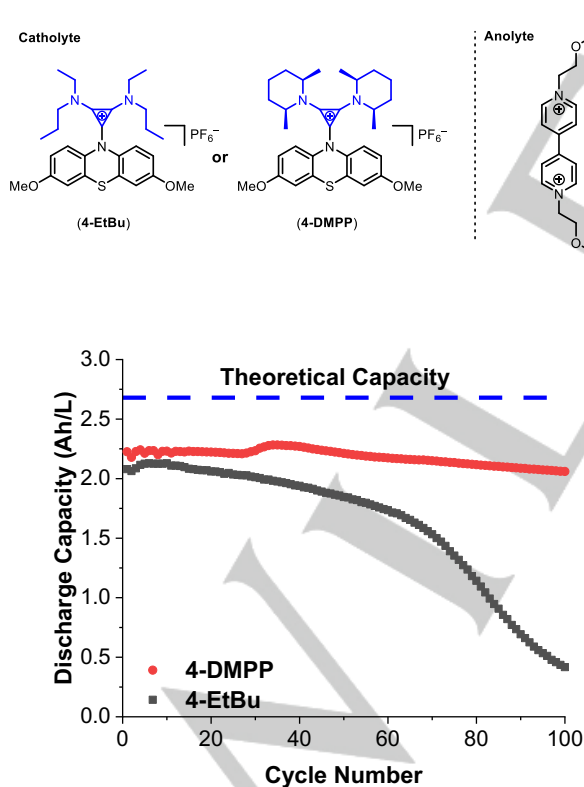 Catholyte
Anolyte
N
N
N
N
PF6−
PF6−
or
N
N
MeO
S
OMe
MeO
S
OMe
(4-EtBu)
(4-DMPP)
O
N
N
O
3.0
2.5
2.0
1.5
1.0
0.5
0.0
Discharge Capacity (Ah/L)
Theoretical Capacity
4-DMPP
4-EtBu
0
20
40
60
80
100
Cycle Number